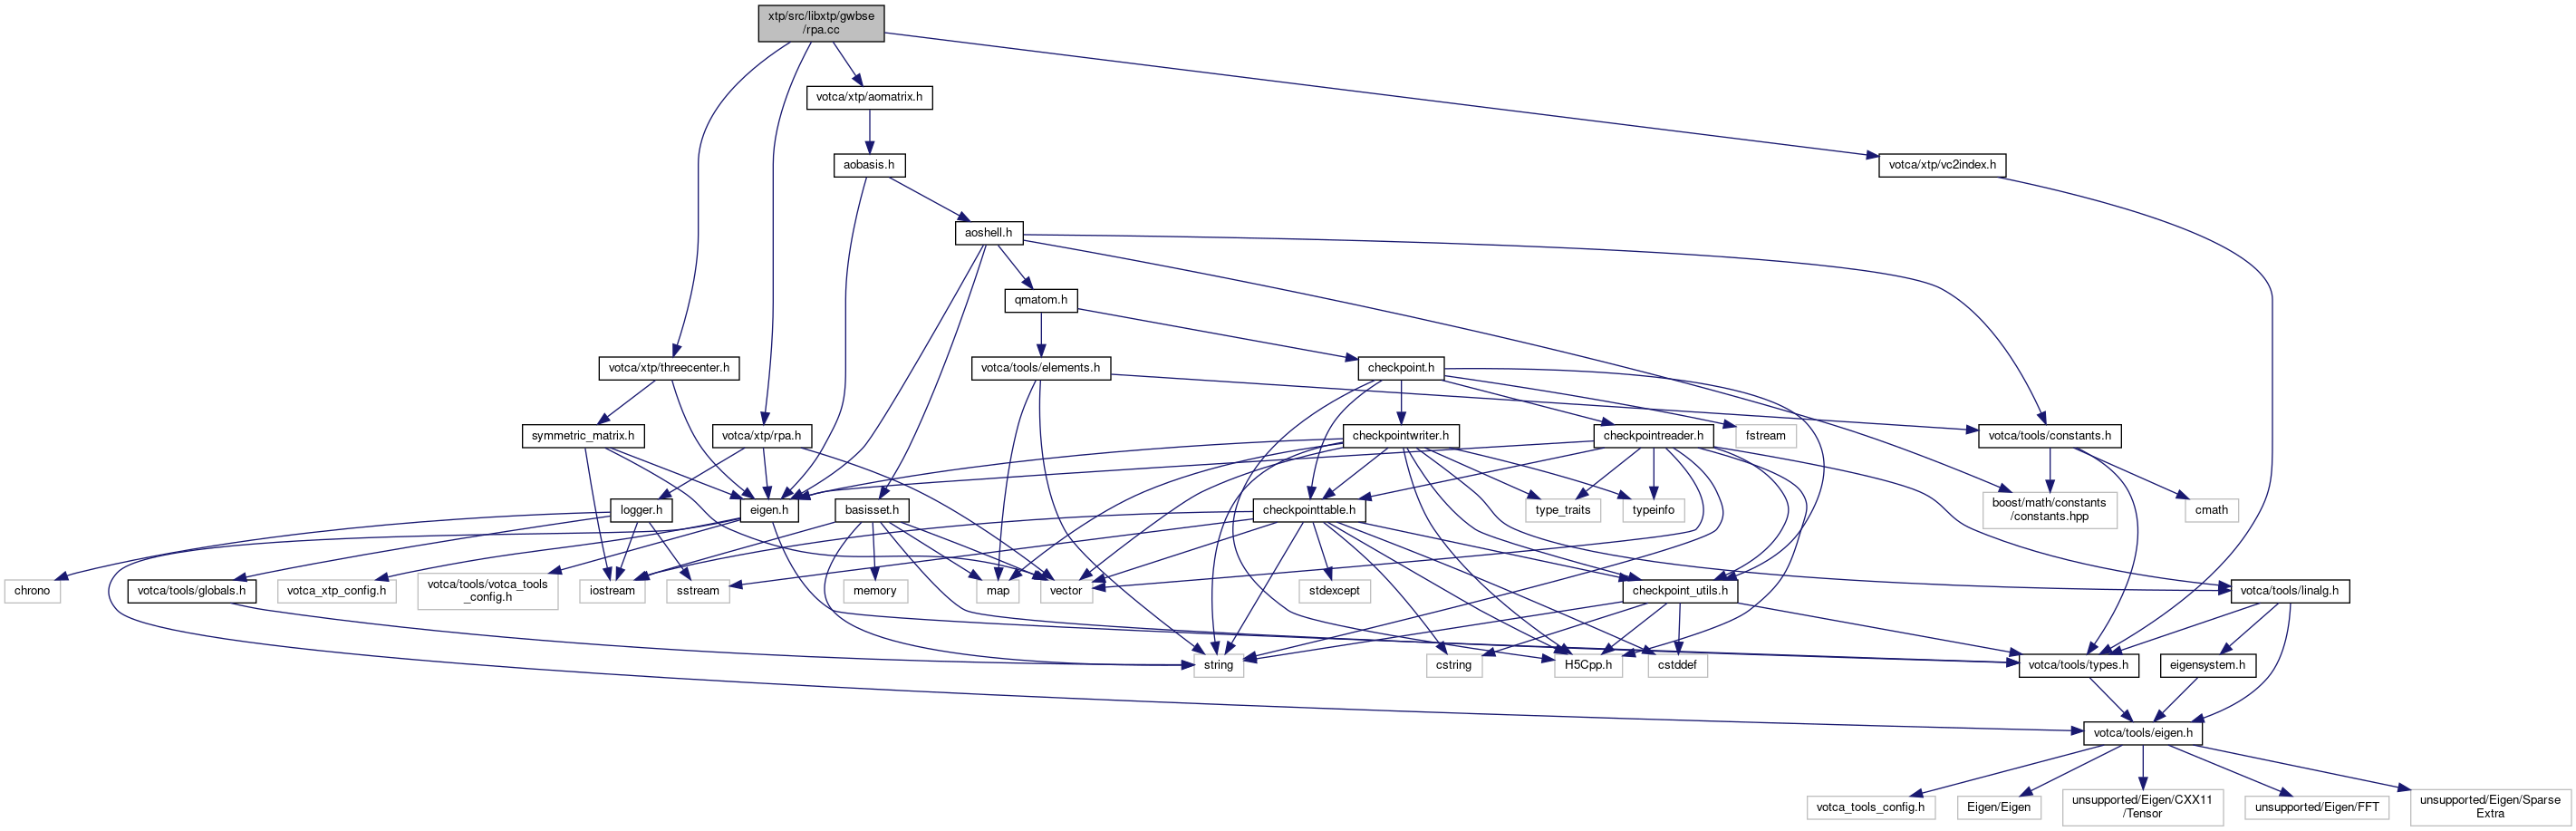 xtp/src/libxtp/gwbse
/rpa.cc
votca/xtp/aomatrix.h
aobasis.h
votca/xtp/vc2index.h
aoshell.h
qmatom.h
votca/xtp/threecenter.h
votca/tools/elements.h
checkpoint.h
symmetric_matrix.h
votca/xtp/rpa.h
checkpointwriter.h
checkpointreader.h
fstream
votca/tools/constants.h
logger.h
eigen.h
basisset.h
checkpointtable.h
type_traits
typeinfo
boost/math/constants
/constants.hpp
cmath
chrono
votca/tools/globals.h
votca_xtp_config.h
votca/tools/votca_tools
_config.h
iostream
sstream
memory
map
vector
stdexcept
checkpoint_utils.h
votca/tools/linalg.h
string
cstring
H5Cpp.h
cstddef
votca/tools/types.h
eigensystem.h
votca/tools/eigen.h
votca_tools_config.h
Eigen/Eigen
unsupported/Eigen/CXX11
/Tensor
unsupported/Eigen/FFT
unsupported/Eigen/Sparse
Extra